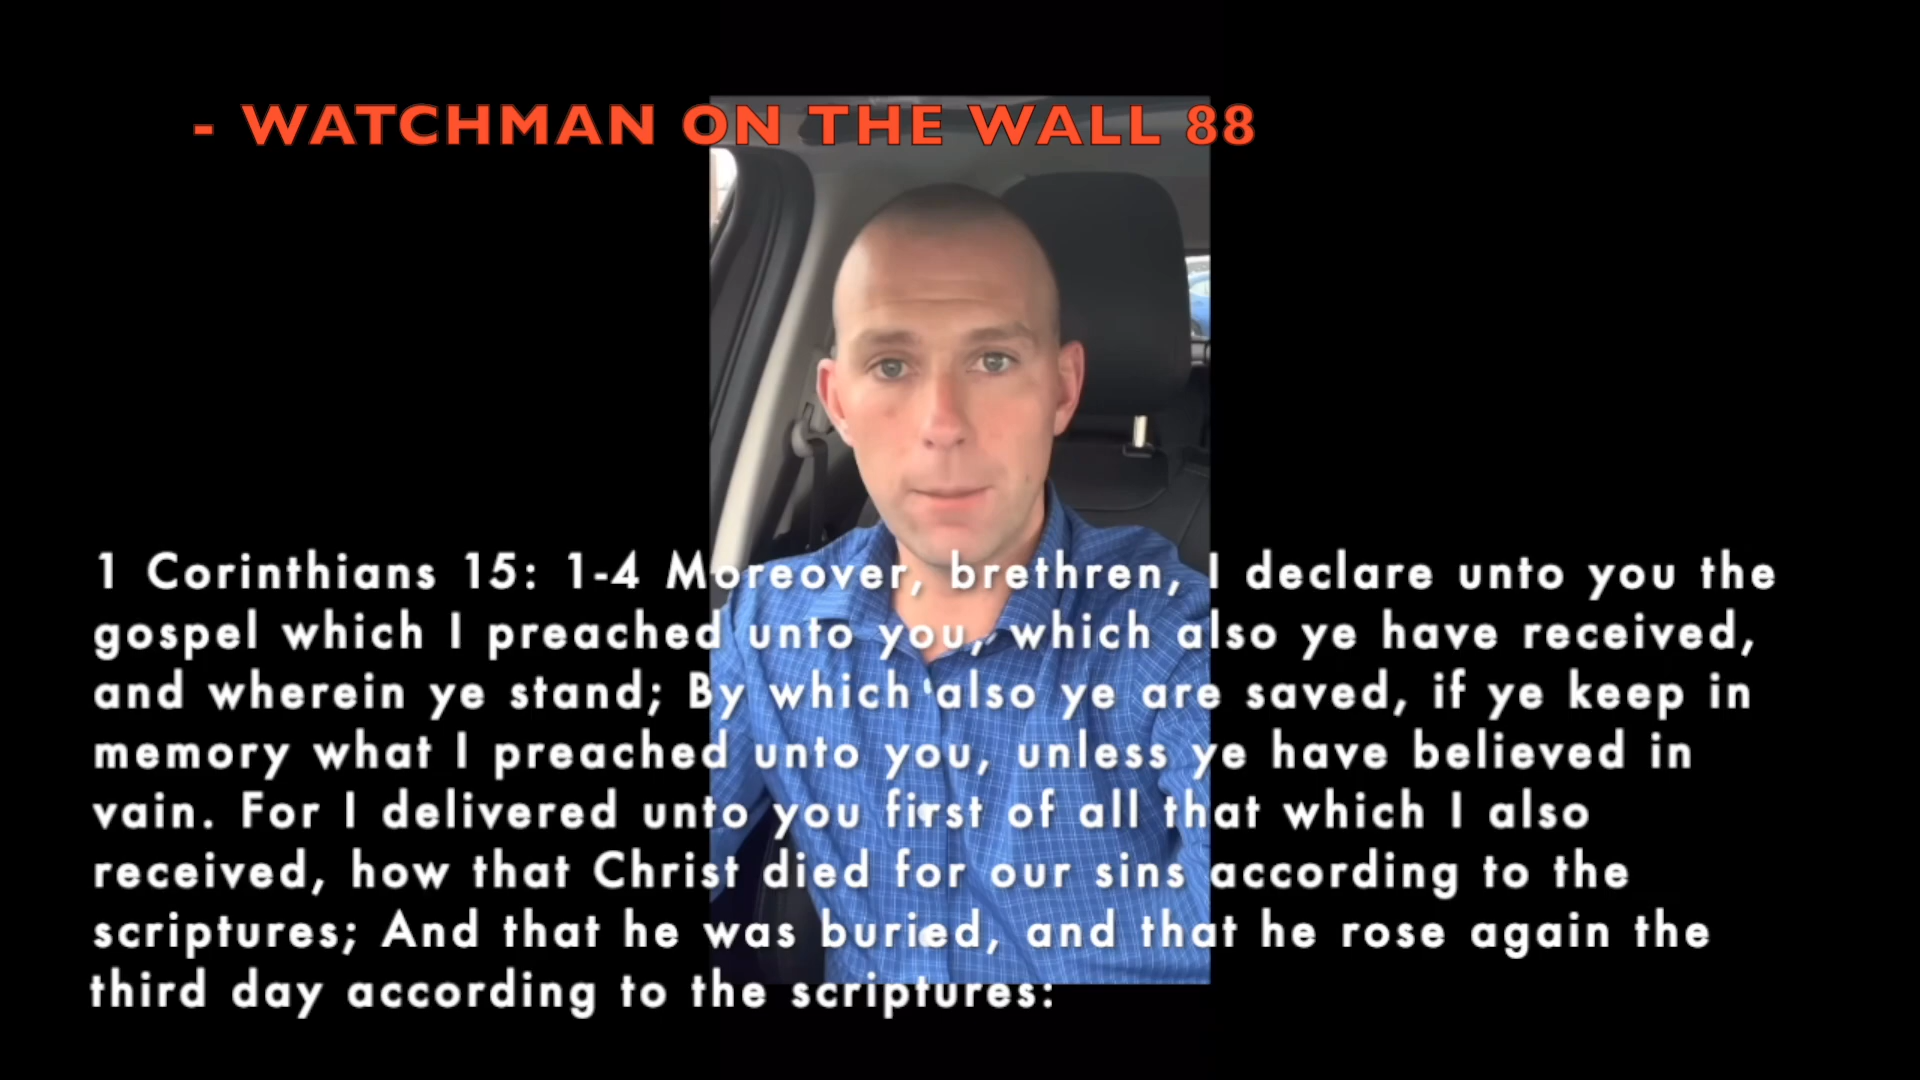 - WATCHMAN ON THE WALL 88
1 Corinthians 15: 1-4 Moreover, brethren, I declare unto you the
gospel which I preached unto you, which also ye have received,
and wherein ye stand; By which also ye are saved, if ye keep in
memory what I preached unto you, unless ye have believed in
vain. For I delivered unto you first of all that which I also
received, how that Christ died for our sins according to the
scriptures; And that he was buried, and that he rose again the
third day according to the scriptures: